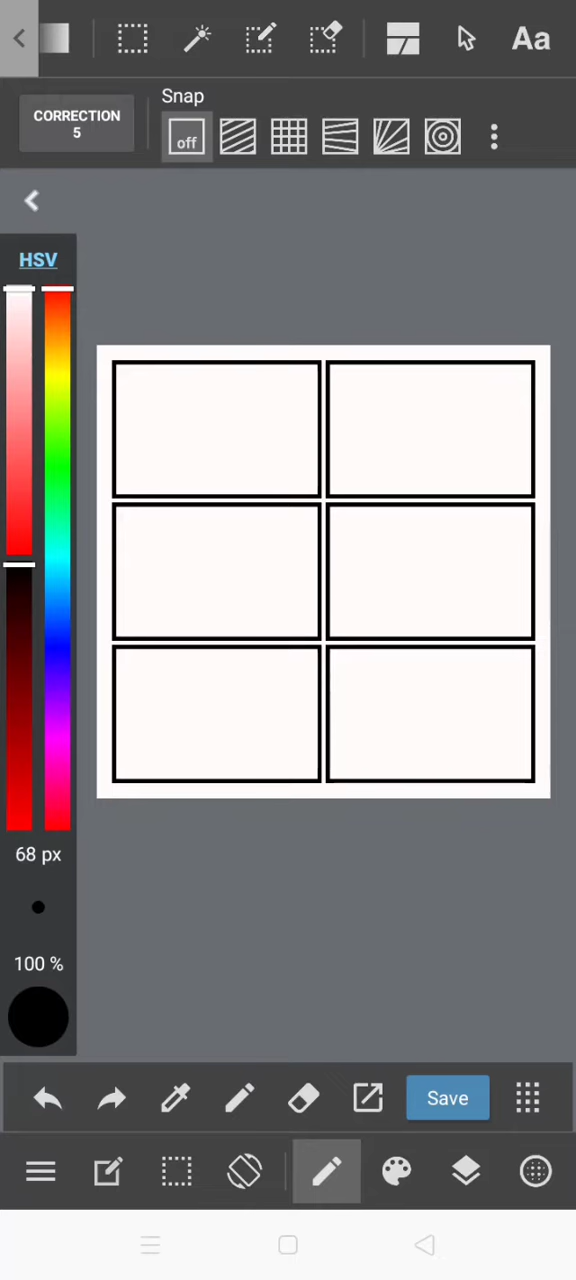 Aa
CORRECTION
5
Snap
off
HSV
68 px
100 %
Save